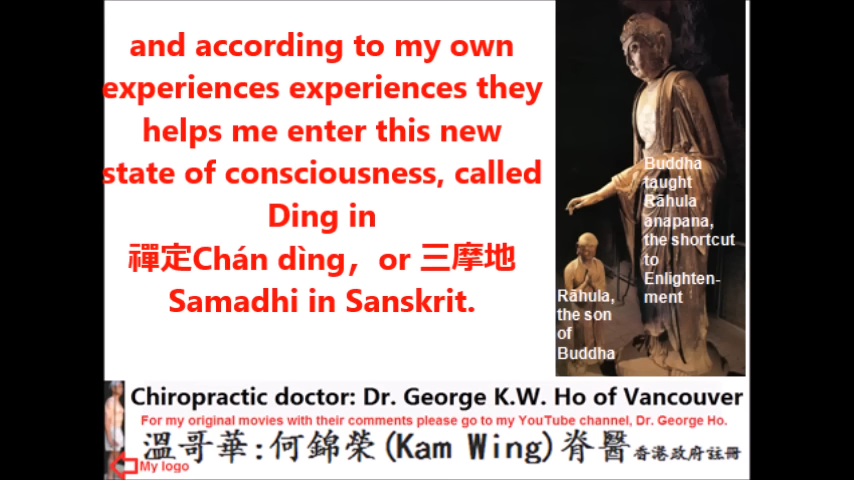 and according to my own
experiences experiences they
helps me enter this new
state of consciousness, called
Ding in
禪定Chán dìng，or 三摩地
Samadhi in Sanskrit.
Buddha
taught
Rāhula
anapana,
the shortcut
to
Enlighten-
ment
Rāhula,
the son
of
Buddha
Chiropractic doctor: Dr. George K.W. Ho of Vancouver
For my original movies with their comments please go to my YouTube channel, Dr. George Ho.
溫哥華:何錦榮(Kam Wing)脊醫香港政府註冊
My logo